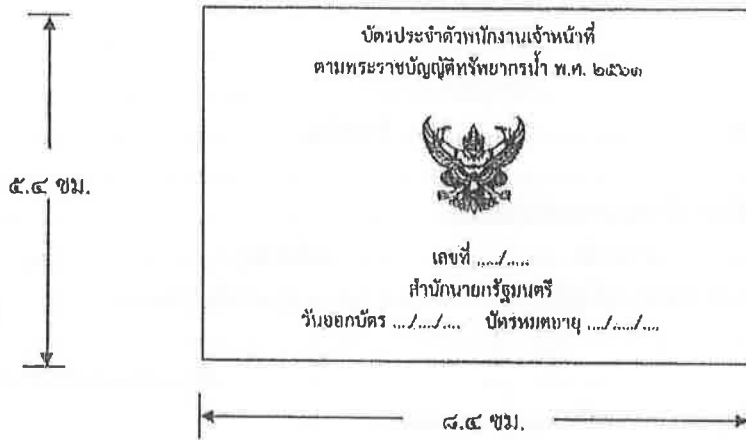 บัตรประจำตัวพนักงานเจ้าหน้าที่
ตามพระราชบัญญัติทรัพยากรน้ำ พ.ศ. ๒๕๖๑
๕.๔ ซม.
เลขที่ ...../.....
สำนักนายกรัฐมนตรี
วันออกบัตร .../.../... บัตรหมดอายุ .../.../...
๘.๔ ซม.